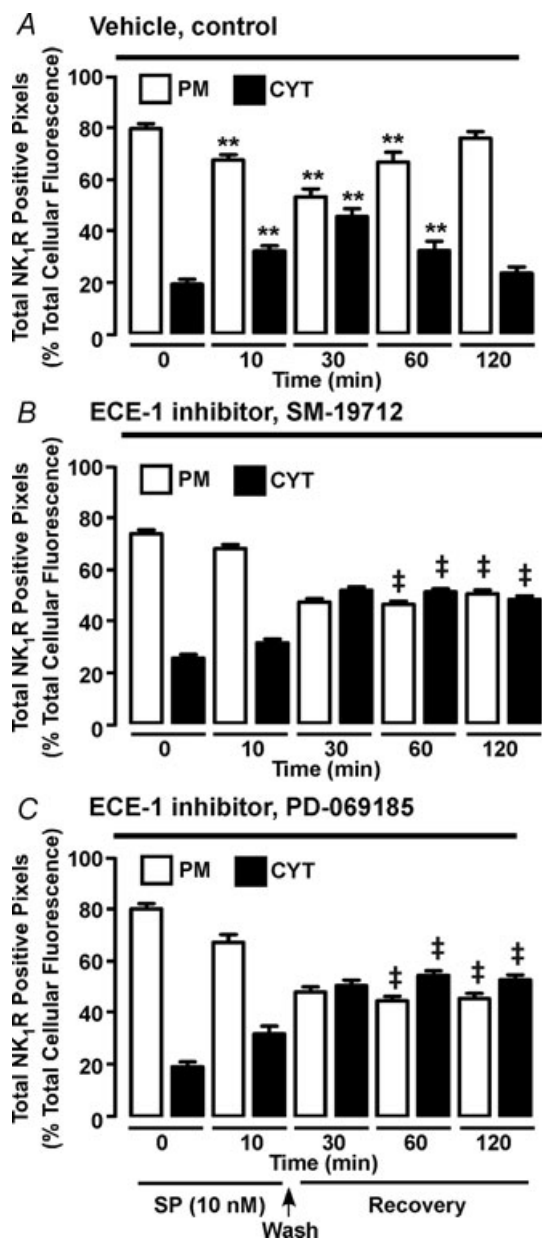 A Vehicle, control
PM CYT
Total NK₁R Positive Pixels
(% Total Cellular Fluorescence)
100
80
60
40
20
0
** ** ** ** ** **
0 10 30 60 120
Time (min)
B ECE-1 inhibitor, SM-19712
PM CYT
Total NK₁R Positive Pixels
(% Total Cellular Fluorescence)
100
80
60
40
20
0
‡ ‡ ‡ ‡
0 10 30 60 120
Time (min)
C ECE-1 inhibitor, PD-069185
PM CYT
Total NK₁R Positive Pixels
(% Total Cellular Fluorescence)
100
80
60
40
20
0
‡ ‡ ‡ ‡
0 10 30 60 120
Time (min)
SP (10 nM) Recovery
Wash